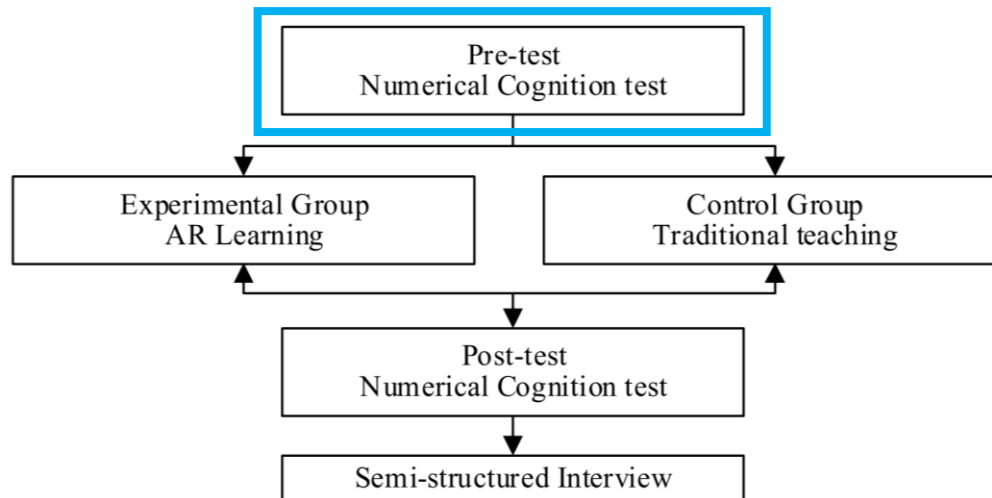 Pre-test
Numerical Cognition test
Experimental Group
AR Learning
Control Group
Traditional teaching
Post-test
Numerical Cognition test
Semi-structured Interview